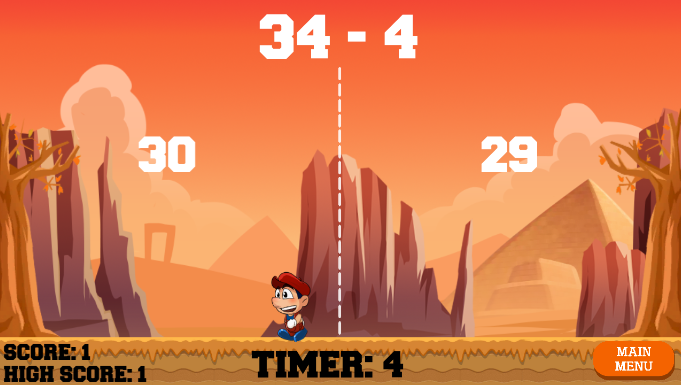 34 - 4
30
29
SCORE: 1
HIGH SCORE: 1
TIMER: 4
MAIN
MENU